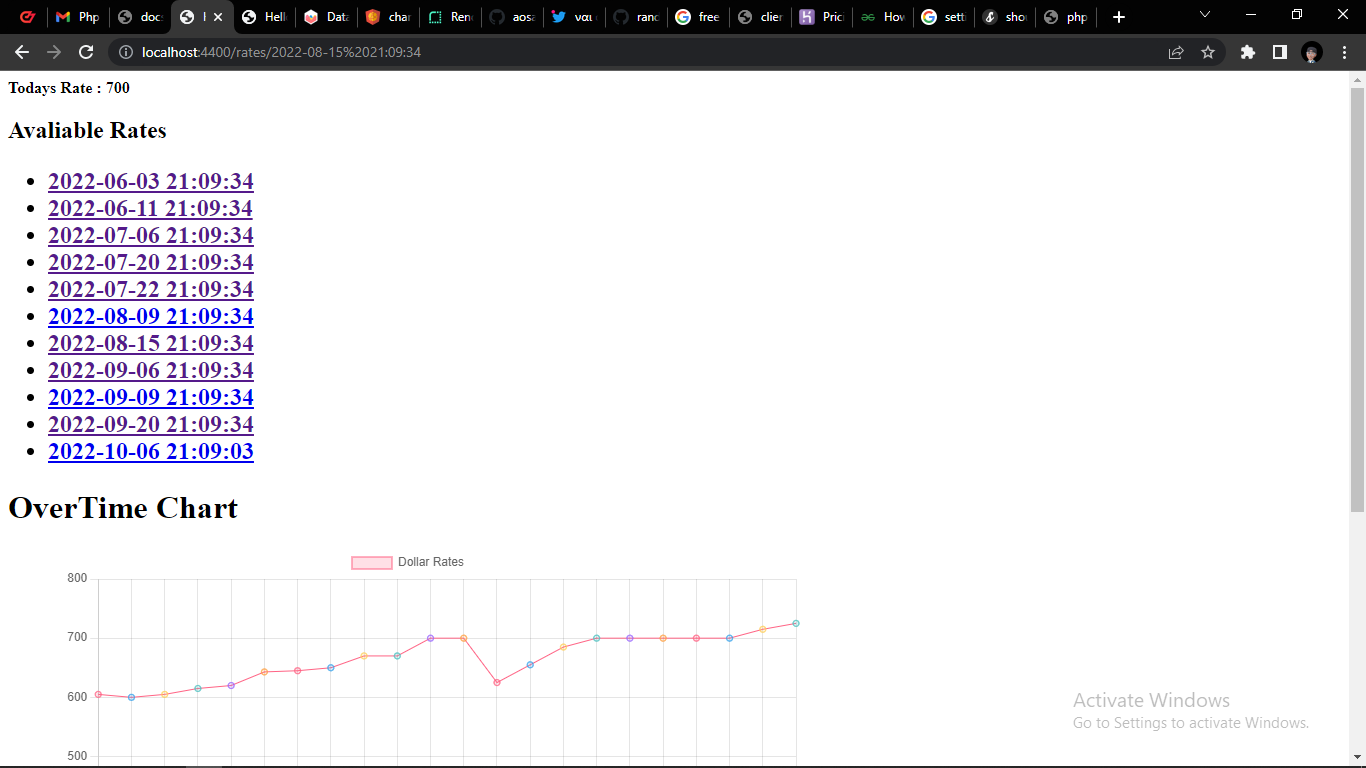 Php
doc
Hell
Data
char
Ren
aosa
ναι
rand
free
clien
Prici
How
setti
sho
php
localhost:4400/rates/2022-08-15%2021:09:34
Todays Rate : 700
Avaliable Rates
2022-06-03 21:09:34
2022-06-11 21:09:34
2022-07-06 21:09:34
2022-07-20 21:09:34
2022-07-22 21:09:34
2022-08-09 21:09:34
2022-08-15 21:09:34
2022-09-06 21:09:34
2022-09-09 21:09:34
2022-09-20 21:09:34
2022-10-06 21:09:03
OverTime Chart
Dollar Rates
800
700
600
500
Activate Windows
Go to Settings to activate Windows.